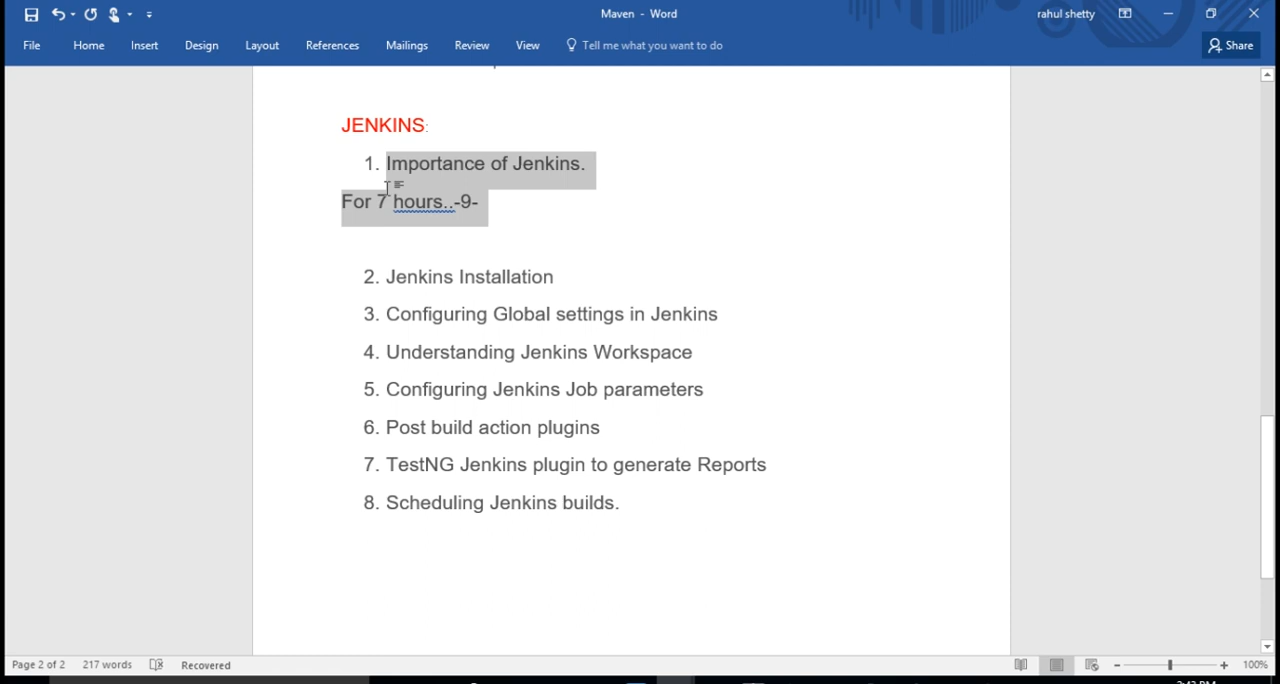 Maven - Word
rahul shetty
File Home Insert Design Layout References Mailings Review View Tell me what you want to do Share
JENKINS:
1. Importance of Jenkins.
For 7 hours..-9-
2. Jenkins Installation
3. Configuring Global settings in Jenkins
4. Understanding Jenkins Workspace
5. Configuring Jenkins Job parameters
6. Post build action plugins
7. TestNG Jenkins plugin to generate Reports
8. Scheduling Jenkins builds.
Page 2 of 2 217 words Recovered 100%